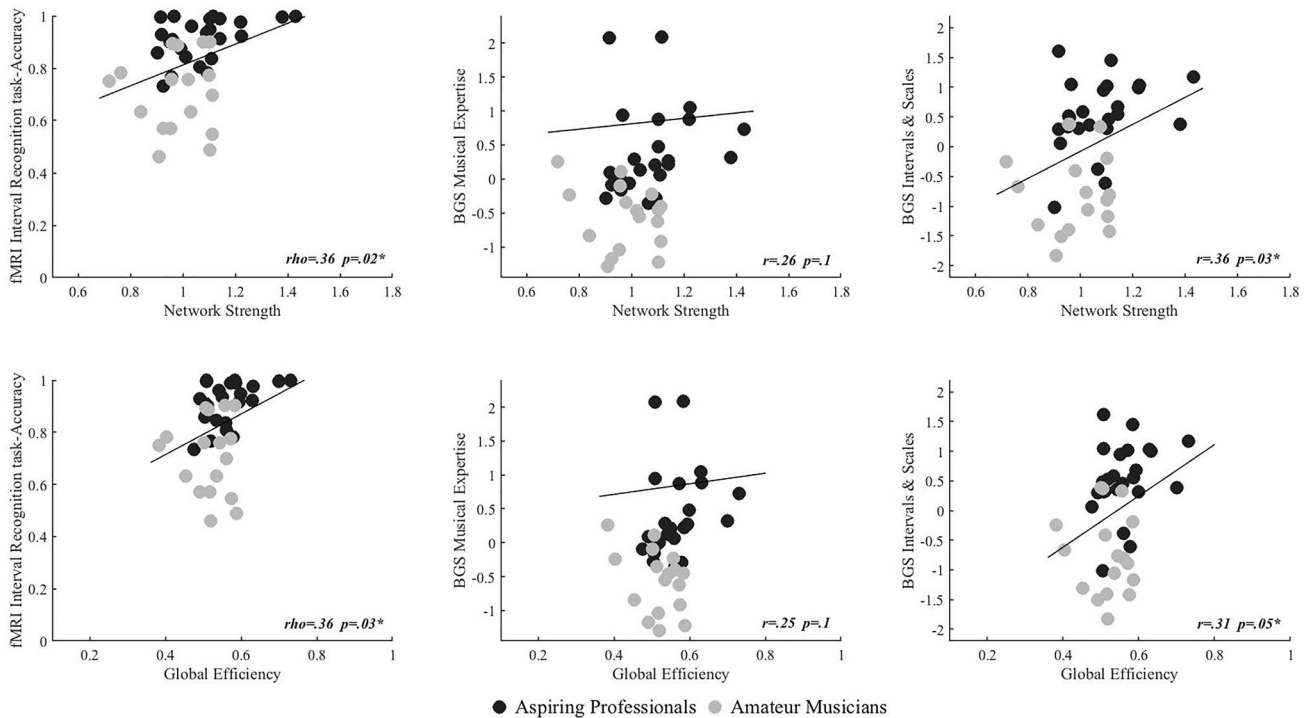 fMRI Interval Recognition task-Accuracy
1
0.8
0.6
0.4
0.2
0
rho=.36 p=.02*
0.6 0.8 1 1.2 1.4 1.6 1.8
Network Strength
BGS Musical Expertise
2
1.5
1
0.5
0
-0.5
-1
r=.26 p=.1
0.6 0.8 1 1.2 1.4 1.6 1.8
Network Strength
BGS Intervals & Scales
2
1.5
1
0.5
0
-0.5
-1
-1.5
-2
r=.36 p=.03*
0.6 0.8 1 1.2 1.4 1.6 1.8
Network Strength
fMRI Interval Recognition task-Accuracy
1
0.8
0.6
0.4
0.2
0
rho=.36 p=.03*
0.2 0.4 0.6 0.8 1
Global Efficiency
BGS Musical Expertise
2
1.5
1
0.5
0
-0.5
-1
r=.25 p=.1
0.2 0.4 0.6 0.8 1
Global Efficiency
BGS Intervals & Scales
2
1.5
1
0.5
0
-0.5
-1
-1.5
-2
r=.31 p=.05*
0.2 0.4 0.6 0.8 1
Global Efficiency
Aspiring Professionals Amateur Musicians